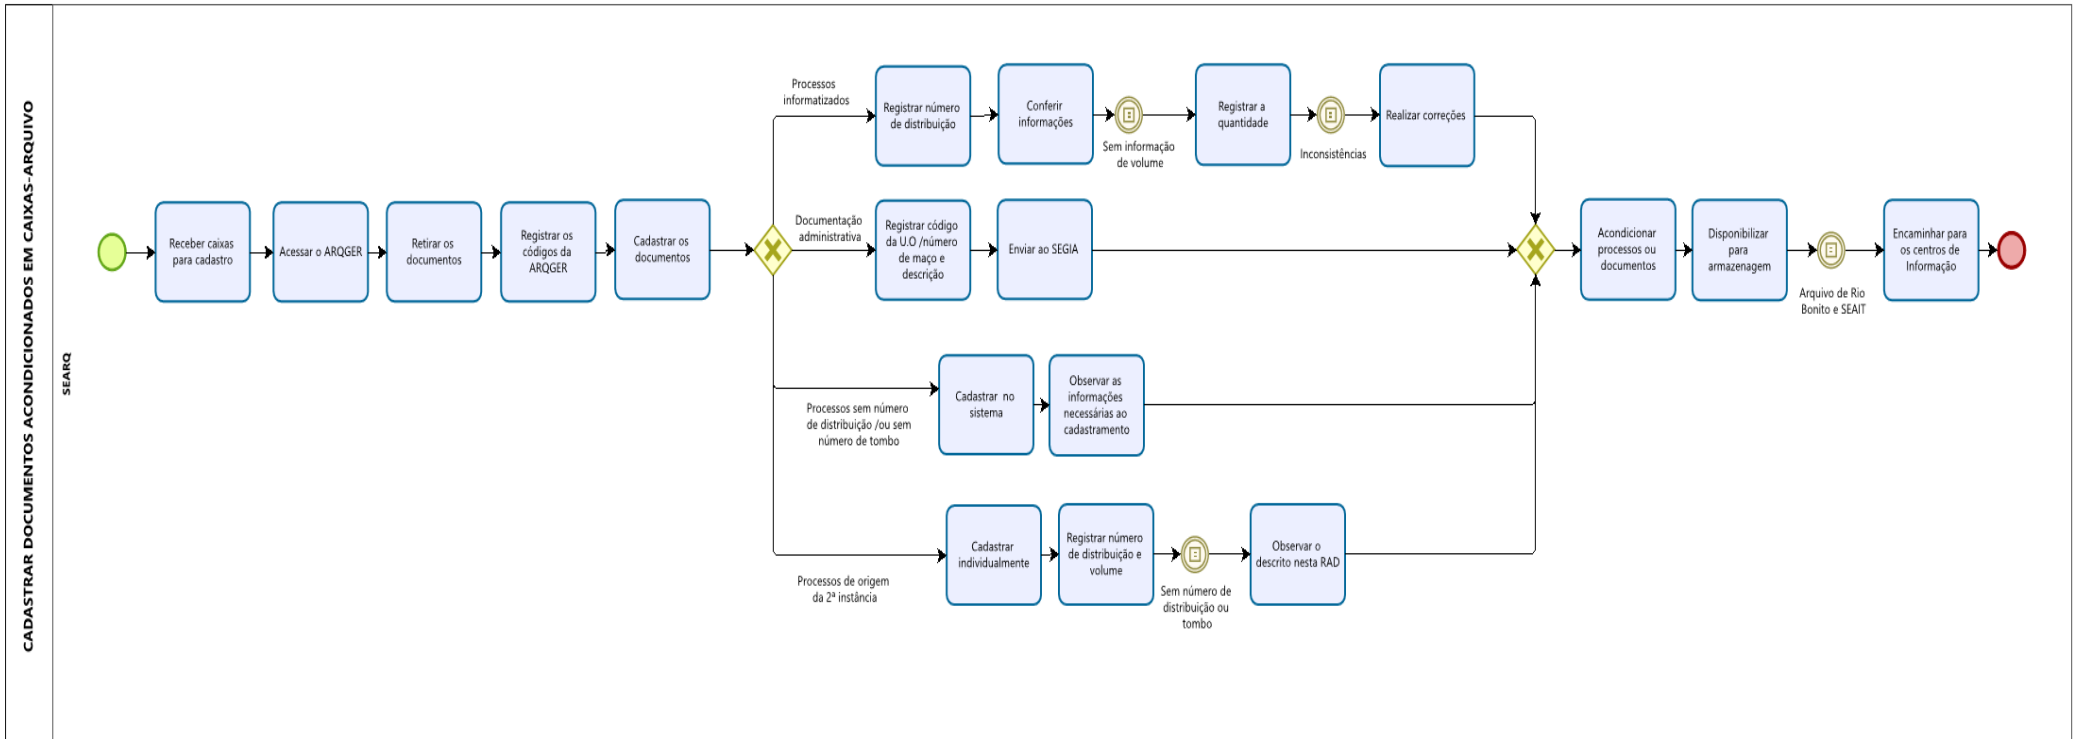 CADASTRAR DOCUMENTOS ACONDICIONADOS EM CAIXAS-ARQUIVO
SEARQ
Receber caixas
para cadastro
Acessar o ARQGER
Retirar os
documentos
Registrar os
códigos da
ARQGER
Cadastrar os
documentos
Processos
informatizados
Registrar número
de distribuição
Conferir
informações
Sem informação
de volume
Registrar a
quantidade
Inconsistências
Realizar correções
Documentação
administrativa
Registrar código
da U.O /número
de maço e
descrição
Enviar ao SEGIA
Processos sem número
de distribuição /ou sem
número de tombo
Cadastrar no
sistema
Observar as
informações
necessárias ao
cadastramento
Processos de origem
da 2ª instância
Cadastrar
individualmente
Registrar número
de distribuição e
volume
Sem número de
distribuição ou
tombo
Observar o
descrito nesta RAD
Acondicionar
processos ou
documentos
Disponibilizar
para
armazenagem
Arquivo de Rio
Bonito e SEAIT
Encaminhar para
os centros de
Informação